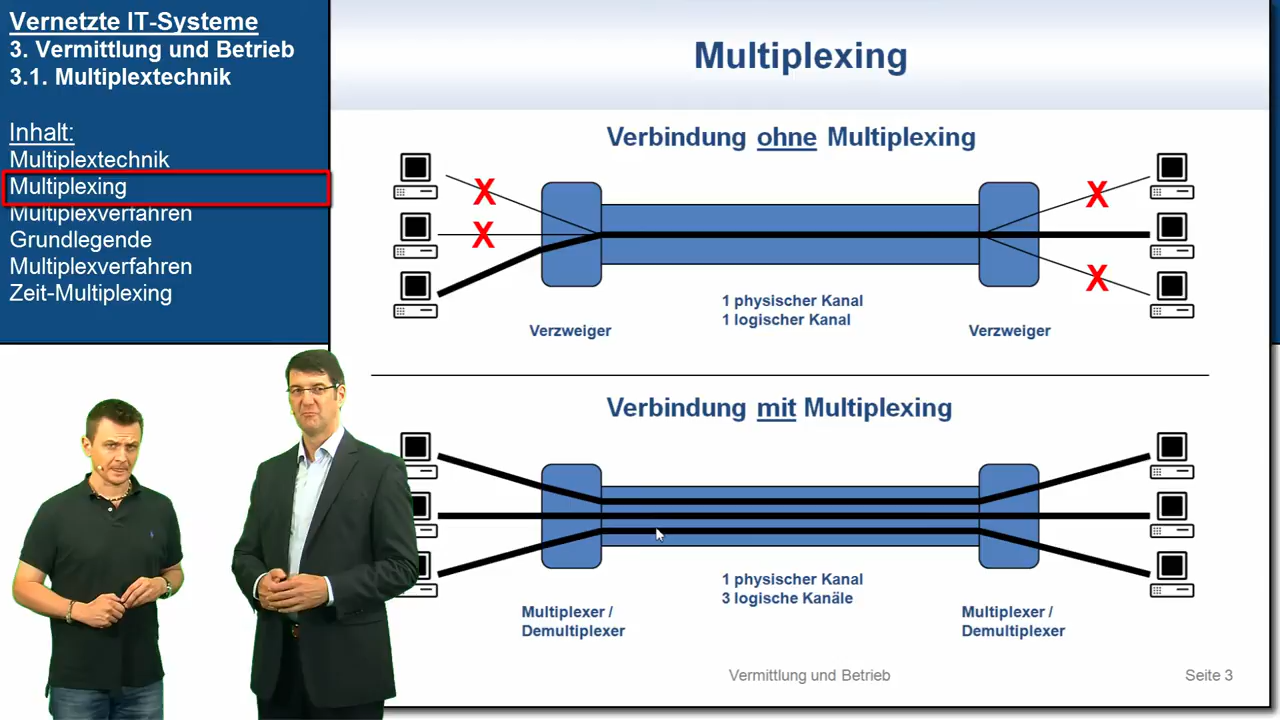 Vernetzte IT-Systeme
3. Vermittlung und Betrieb
3.1. Multiplextechnik
Inhalt:
Multiplextechnik
Multiplexing
Multiplexverfahren
Grundlegende
Multiplexverfahren
Zeit-Multiplexing
Multiplexing
Verbindung ohne Multiplexing
X
X
X
X
1 physischer Kanal
1 logischer Kanal
Verzweiger
Verzweiger
Verbindung mit Multiplexing
1 physischer Kanal
3 logische Kanäle
Multiplexer /
Demultiplexer
Multiplexer /
Demultiplexer
Vermittlung und Betrieb
Seite 3